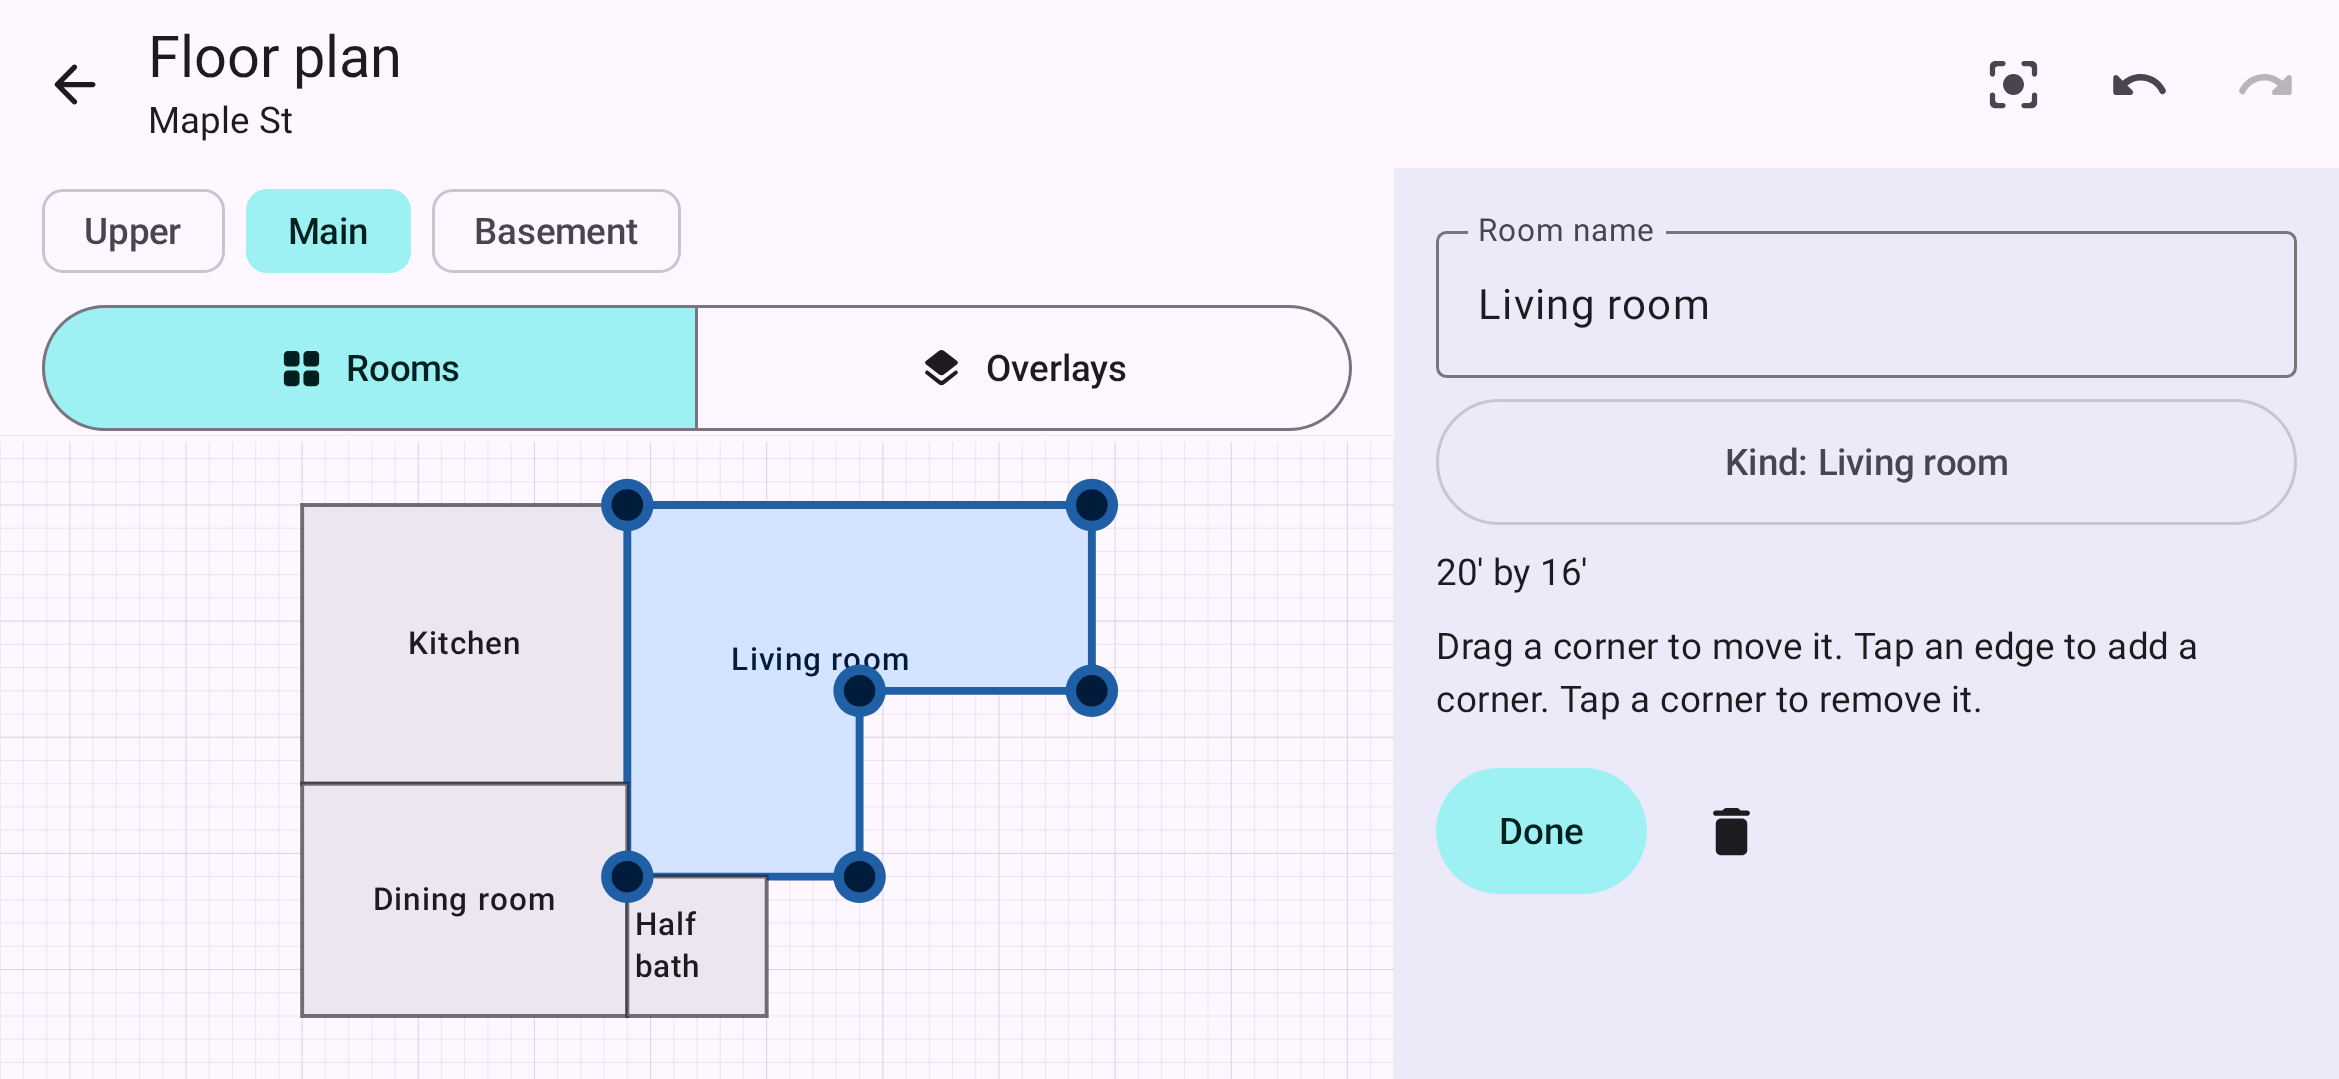 Floor plan
Maple St
Upper
Main
Basement
Rooms
Overlays
Kitchen
Living room
Dining room
Half
bath
Room name
Living room
Kind: Living room
20' by 16'
Drag a corner to move it. Tap an edge to add a
corner. Tap a corner to remove it.
Done